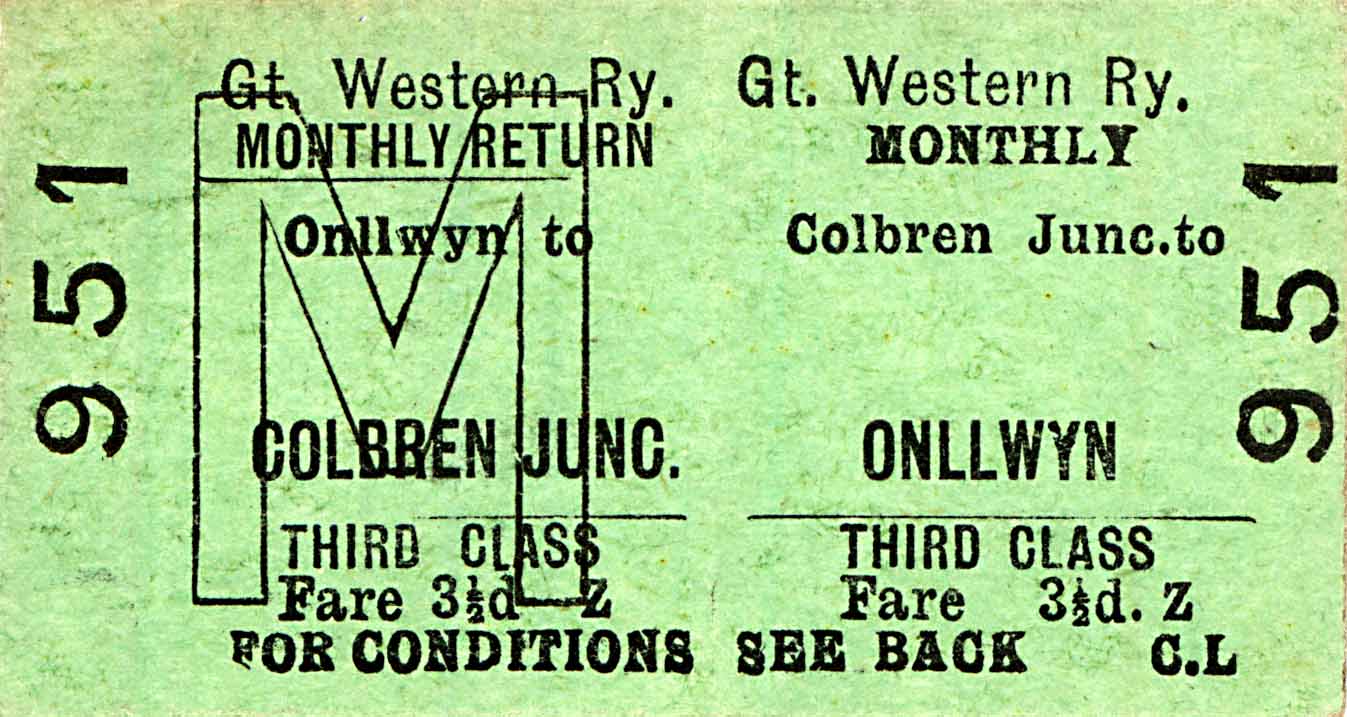 951
Gt. Western Ry.
MONTHLY RETURN
Onllwyn to
COLBREN JUNC.
THIRD CLASS
Fare 3½d Z
M
Gt. Western Ry.
MONTHLY
Colbren Junc.to
ONLLWYN
THIRD CLASS
Fare 3½d. Z
FOR CONDITIONS SEE BACK C.L
951